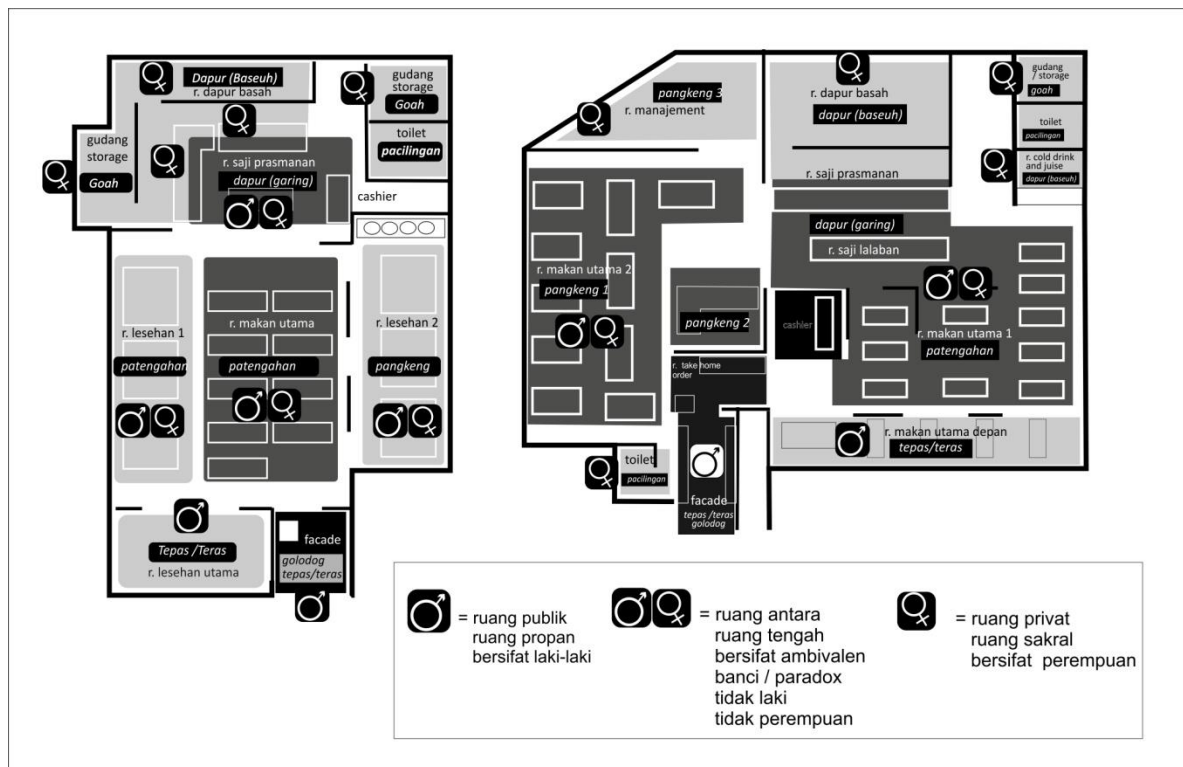 Dapur (Baseuh)
r. dapur basah
gudang
storage
Goah
gudang
storage
Goah
toilet
pacilingan
r. saji prasmanan
dapur (garing)
cashier
r. lesehan 1
patengahan
r. makan utama
patengahan
r. lesehan 2
pangkeng
Tepas /Teras
r. lesehan utama
facade
golodog
tepas/teras
pangkeng 3
r. manajement
r. dapur basah
dapur (baseuh)
gudang
/ storage
goah
toilet
pacilingan
r. cold drink
and juise
dapur (baseuh)
r. saji prasmanan
dapur (garing)
r. saji lalaban
r. makan utama 2
pangkeng 1
pangkeng 2
cashier
r. makan utama 1
patengahan
r. take home
order
r. makan utama depan
tepas/teras
toilet
pacilingan
facade
tepas /teras
golodog
= ruang publik
ruang propan
bersifat laki-laki
= ruang antara
ruang tengah
bersifat ambivalen
banci / paradox
tidak laki
tidak perempuan
= ruang privat
ruang sakral
bersifat perempuan